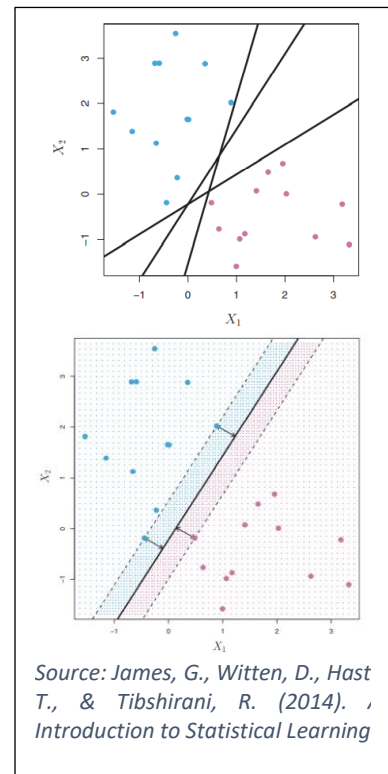 3
2
1
0
−1
X₂
−1 0 1 2 3
X₁
3
2
1
0
−1
X₂
−1 0 1 2 3
X₁
Source: James, G., Witten, D., Hast
T., & Tibshirani, R. (2014).
Introduction to Statistical Learning